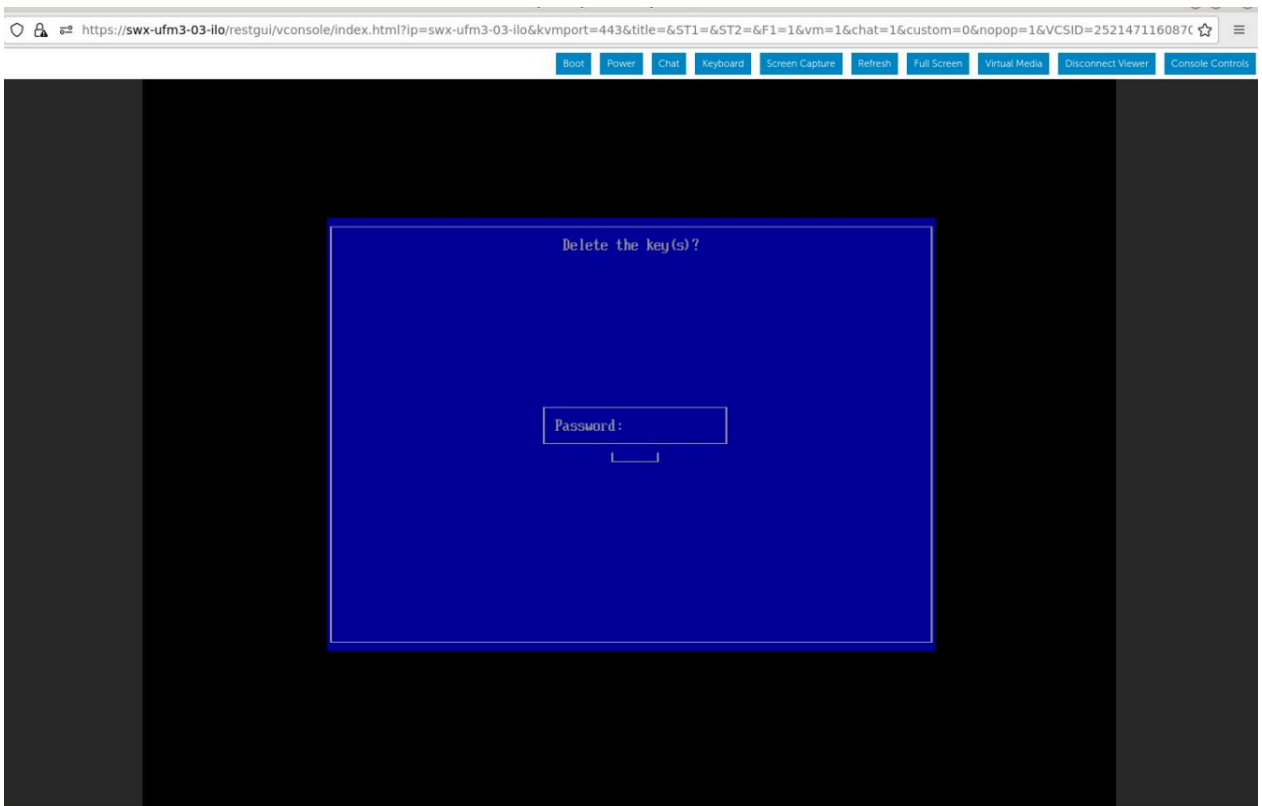 https://swx-ufm3-03-ilo/restgui/vconsole/index.html?ip=swx-ufm3-03-ilo&kvmport=443&title=&ST1=&ST2=&F1=1&vm=1&chat=1&custom=0&nopop=1&VCSID=252147116087
Boot Power Chat Keyboard Screen Capture Refresh Full Screen Virtual Media Disconnect Viewer Console Controls
Delete the key(s)?
Password: